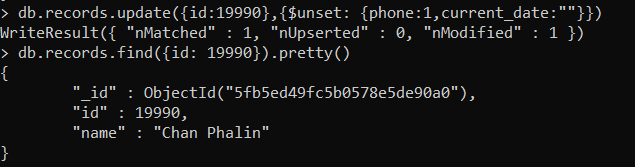 > db.records.update({id:19990},{$unset: {phone:1,current_date:""}})
WriteResult({ "nMatched" : 1, "nUpserted" : 0, "nModified" : 1 })
> db.records.find({id: 19990}).pretty()
{
        "_id" : ObjectId("5fb5ed49fc5b0578e5de90a0"),
        "id" : 19990,
        "name" : "Chan Phalin"
}